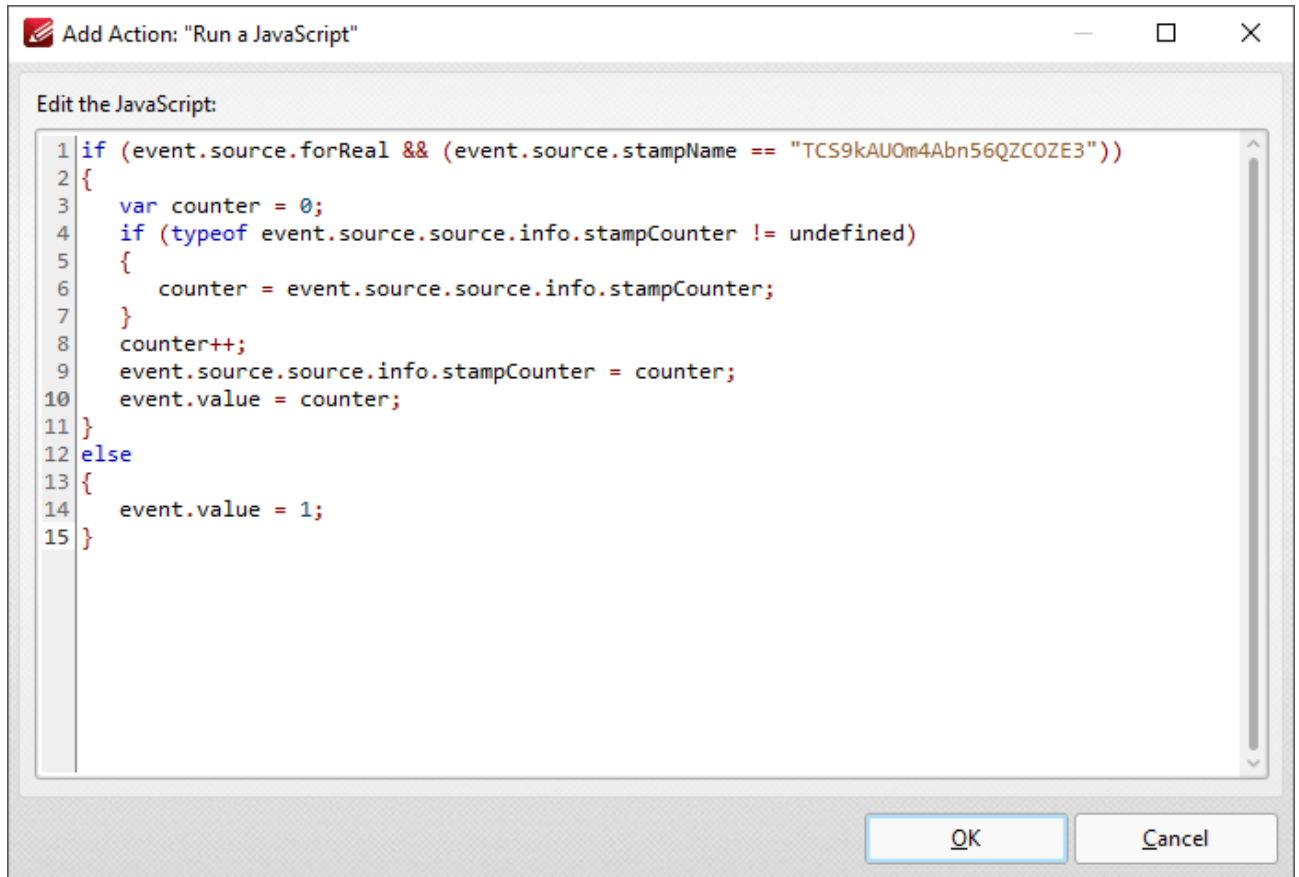 Add Action: "Run a JavaScript"
Edit the JavaScript:
1 if (event.source.forReal && (event.source.stampName == "TCS9kAUOm4Abn56QZCOZE3"))
2 {
3    var counter = 0;
4    if (typeof event.source.source.info.stampCounter != undefined)
5    {
6       counter = event.source.source.info.stampCounter;
7    }
8    counter++;
9    event.source.source.info.stampCounter = counter;
10    event.value = counter;
11 }
12 else
13 {
14    event.value = 1;
15 }
OK Cancel